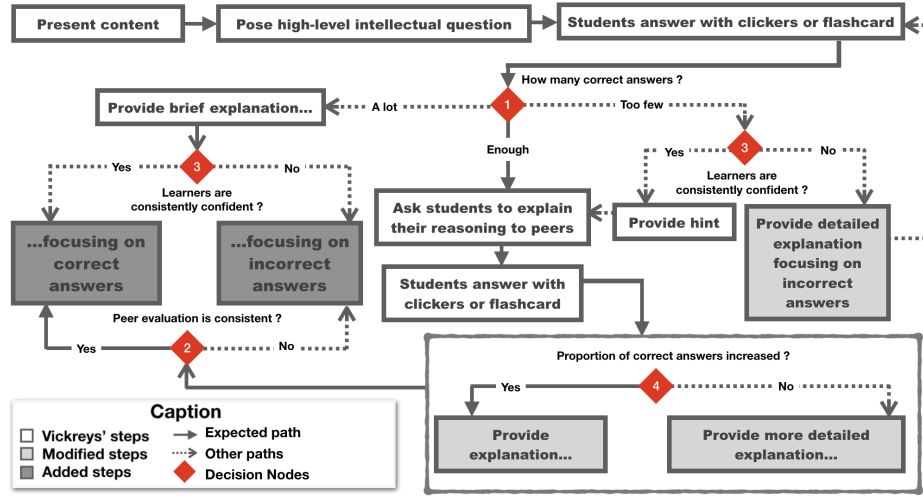 Present content
Pose high-level intellectual question
Students answer with clickers or flashcard
How many correct answers ?
Provide brief explanation...
A lot
1
Too few
Enough
Yes
3
No
Learners are
consistently confident ?
Yes
3
No
Learners are
consistently confident ?
Ask students to explain
their reasoning to peers
Provide hint
Provide detailed
explanation
focusing on
incorrect
answers
...focusing on
correct
answers
...focusing on
incorrect
answers
Students answer with
clickers or flashcard
Peer evaluation is consistent ?
Yes
2
No
Proportion of correct answers increased ?
Yes
4
No
Provide
explanation...
Provide more detailed
explanation...
Caption
Vickreys' steps
Modified steps
Added steps
Expected path
Other paths
Decision Nodes